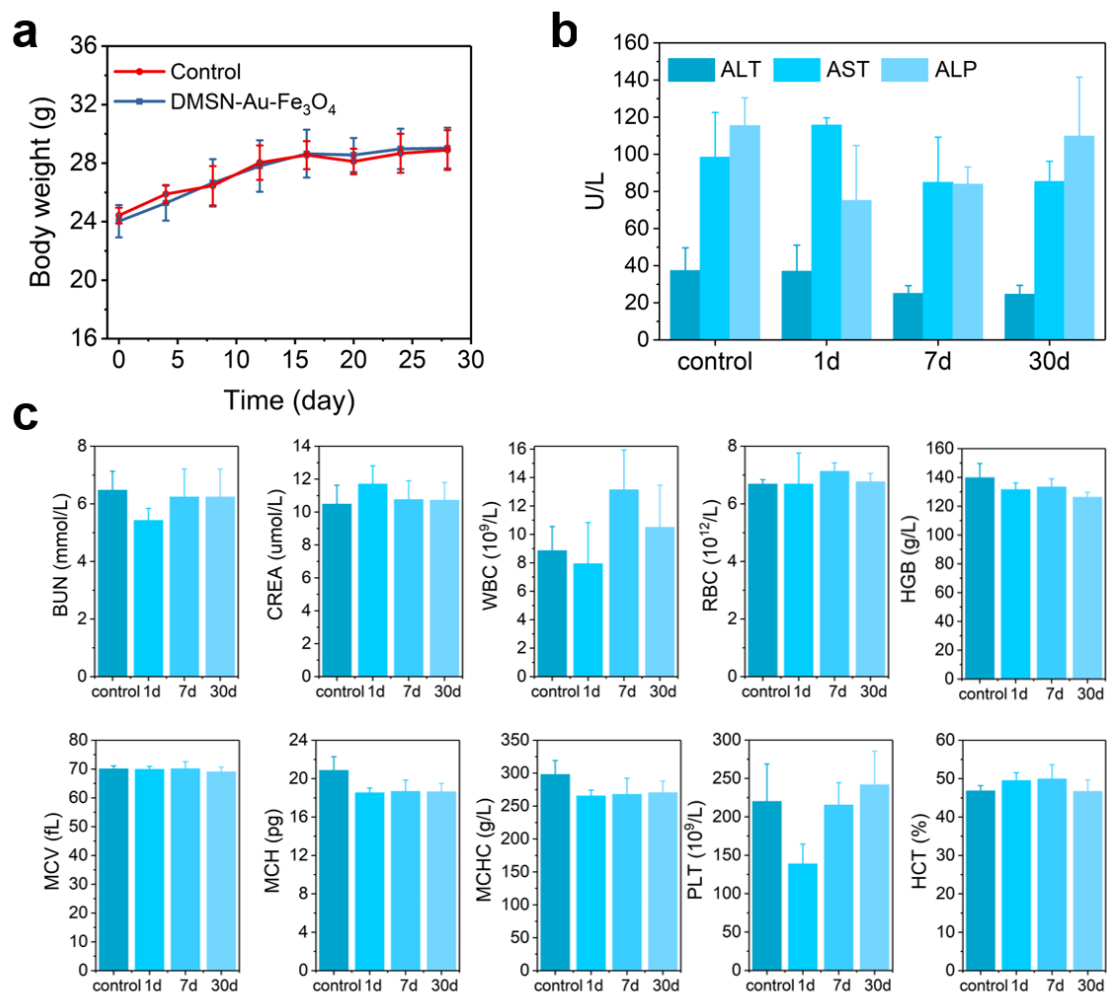 a
36
32
28
24
20
16
Body weight (g)
Control
DMSN-Au-Fe₃O₄
0 5 10 15 20 25 30
Time (day)
b
160
140
120
100
80
60
40
20
0
U/L
ALT AST ALP
control 1d 7d 30d
c
8
6
4
2
0
BUN (mmol/L)
control 1d 7d 30d
14
12
10
8
6
4
2
0
CREA (umol/L)
control 1d 7d 30d
16
14
12
10
8
6
4
2
0
WBC (10⁹/L)
control 1d 7d 30d
8
6
4
2
0
RBC (10¹²/L)
control 1d 7d 30d
160
140
120
100
80
60
40
20
0
HGB (g/L)
control 1d 7d 30d
80
70
60
50
40
30
20
10
0
MCV (fL)
control 1d 7d 30d
24
20
16
12
8
4
0
MCH (pg)
control 1d 7d 30d
350
300
250
200
150
100
50
0
MCHC (g/L)
control 1d 7d 30d
300
250
200
150
100
50
0
PLT (10⁹/L)
control 1d 7d 30d
60
50
40
30
20
10
0
HCT (%)
control 1d 7d 30d